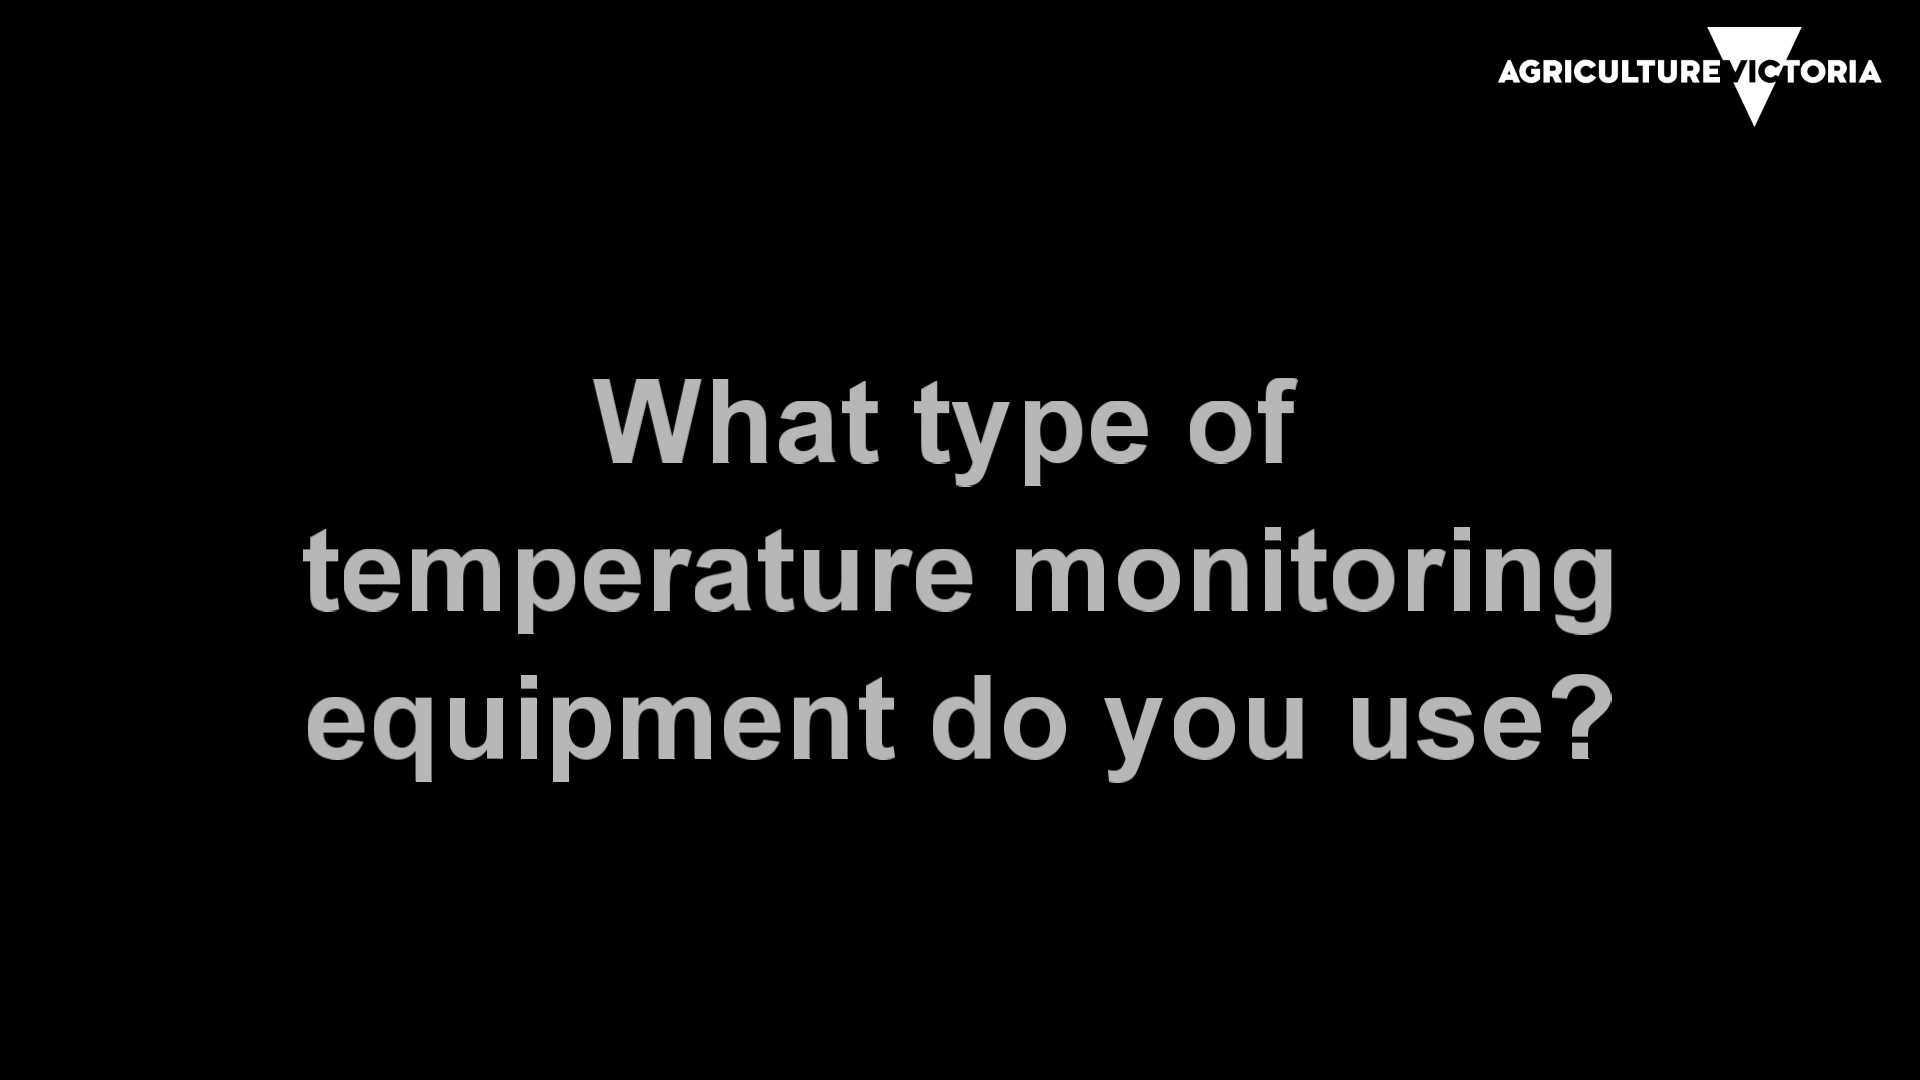 AGRICULTURE VICTORIA
What type of
temperature monitoring
equipment do you use?